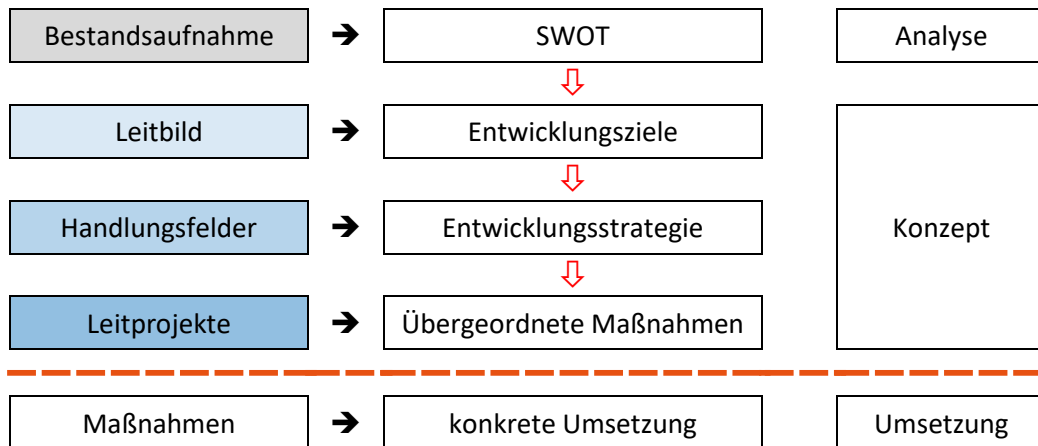 Bestandsaufnahme ➔ SWOT Analyse
Leitbild ➔ Entwicklungsziele
Handlungsfelder ➔ Entwicklungsstrategie Konzept
Leitprojekte ➔ Übergeordnete Maßnahmen
Maßnahmen ➔ konkrete Umsetzung Umsetzung